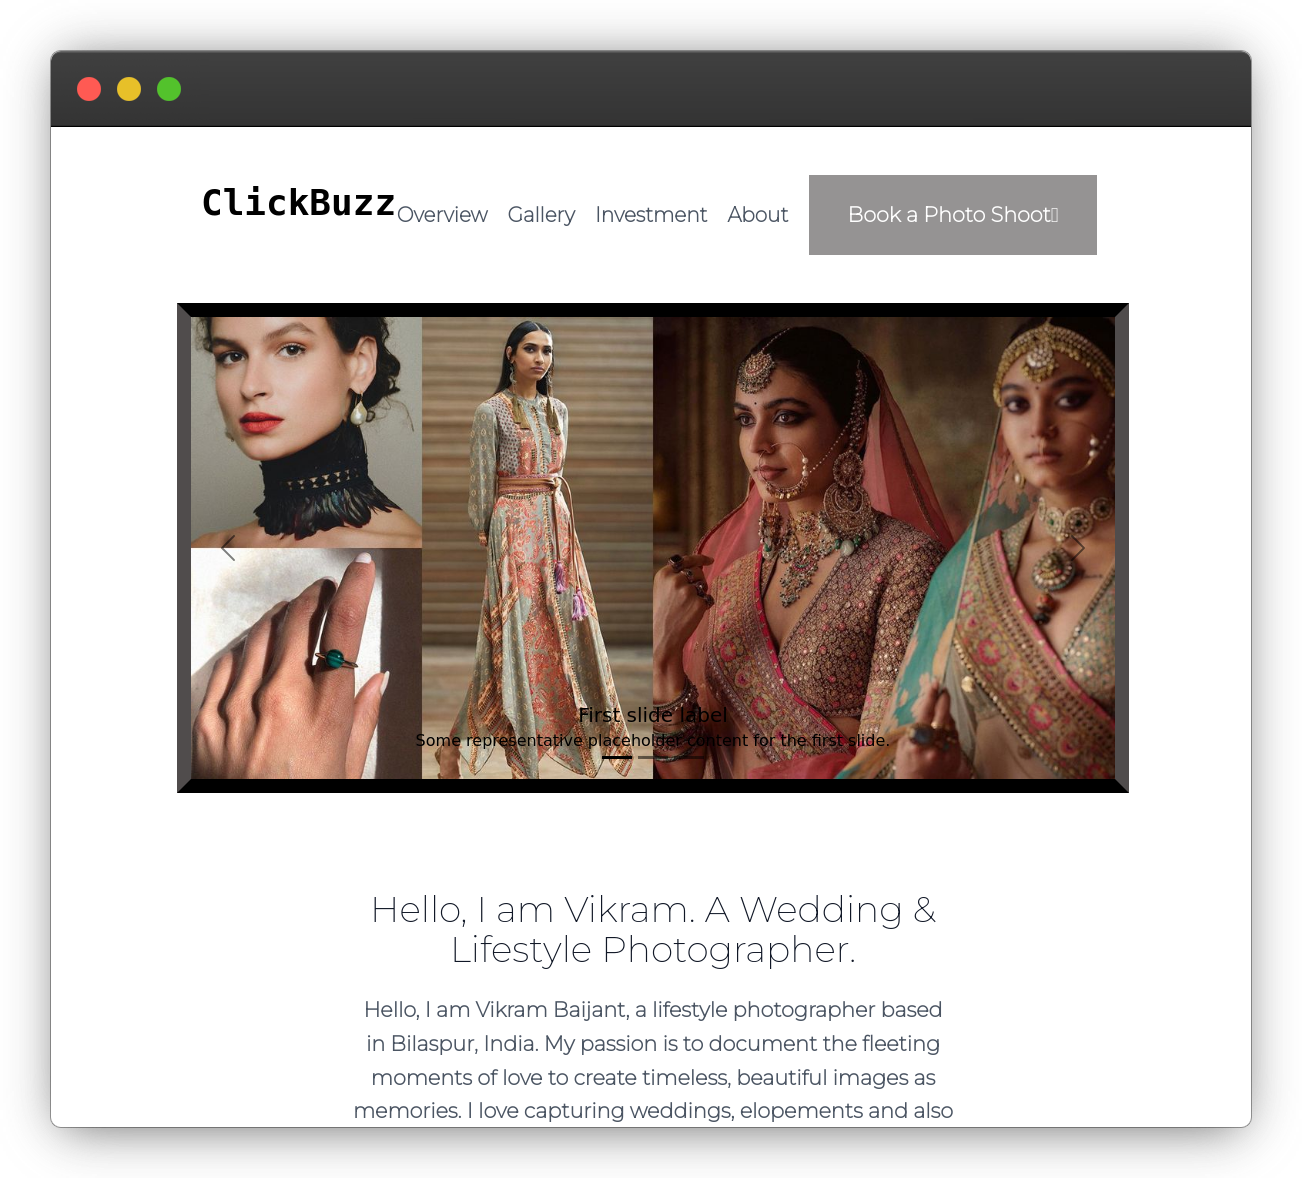 ClickBuzz
Overview Gallery Investment About Book a Photo Shoot
First slide label
Some representative placeholder content for the first slide.
Hello, I am Vikram. A Wedding &
Lifestyle Photographer.
Hello, I am Vikram Baijant, a lifestyle photographer based
in Bilaspur, India. My passion is to document the fleeting
moments of love to create timeless, beautiful images as
memories. I love capturing weddings, elopements and also